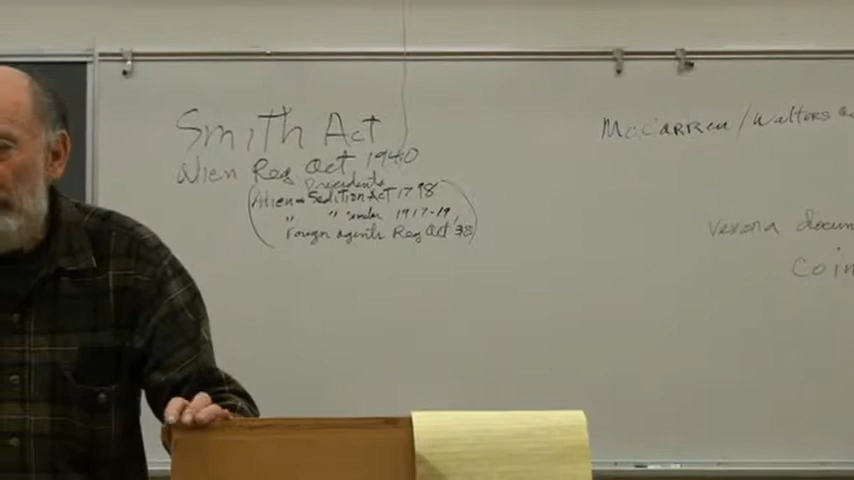 Smith Act
Alien Reg Act 1940
Precedents
Alien & Sedition Act 1798
" " " 1917-19
Foreign Agents Reg Act 38
McCarren/Walters
Verona docum
Coin